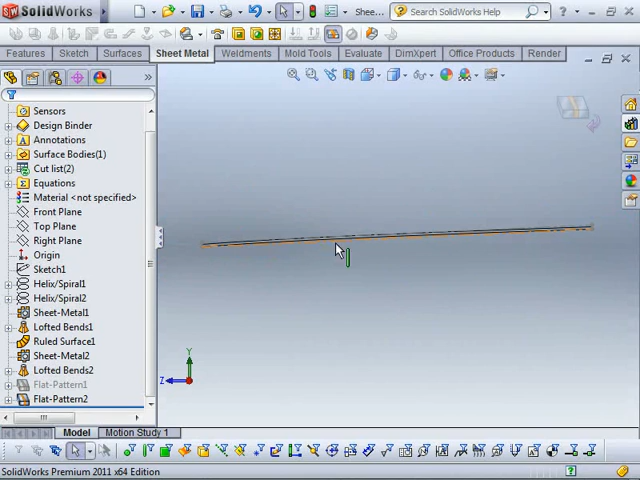 SolidWorks
Shee...
Search SolidWorks Help
Features
Sketch
Surfaces
Sheet Metal
Weldments
Mold Tools
Evaluate
DimXpert
Office Products
Render
Sensors
Design Binder
Annotations
Surface Bodies(1)
Cut list(2)
Equations
Material <not specified>
Front Plane
Top Plane
Right Plane
Origin
Sketch1
Helix/Spiral1
Helix/Spiral2
Sheet-Metal1
Lofted Bends1
Ruled Surface1
Sheet-Metal2
Lofted Bends2
Flat-Pattern1
Flat-Pattern2
Y
Z
Model
Motion Study 1
SolidWorks Premium 2011 x64 Edition